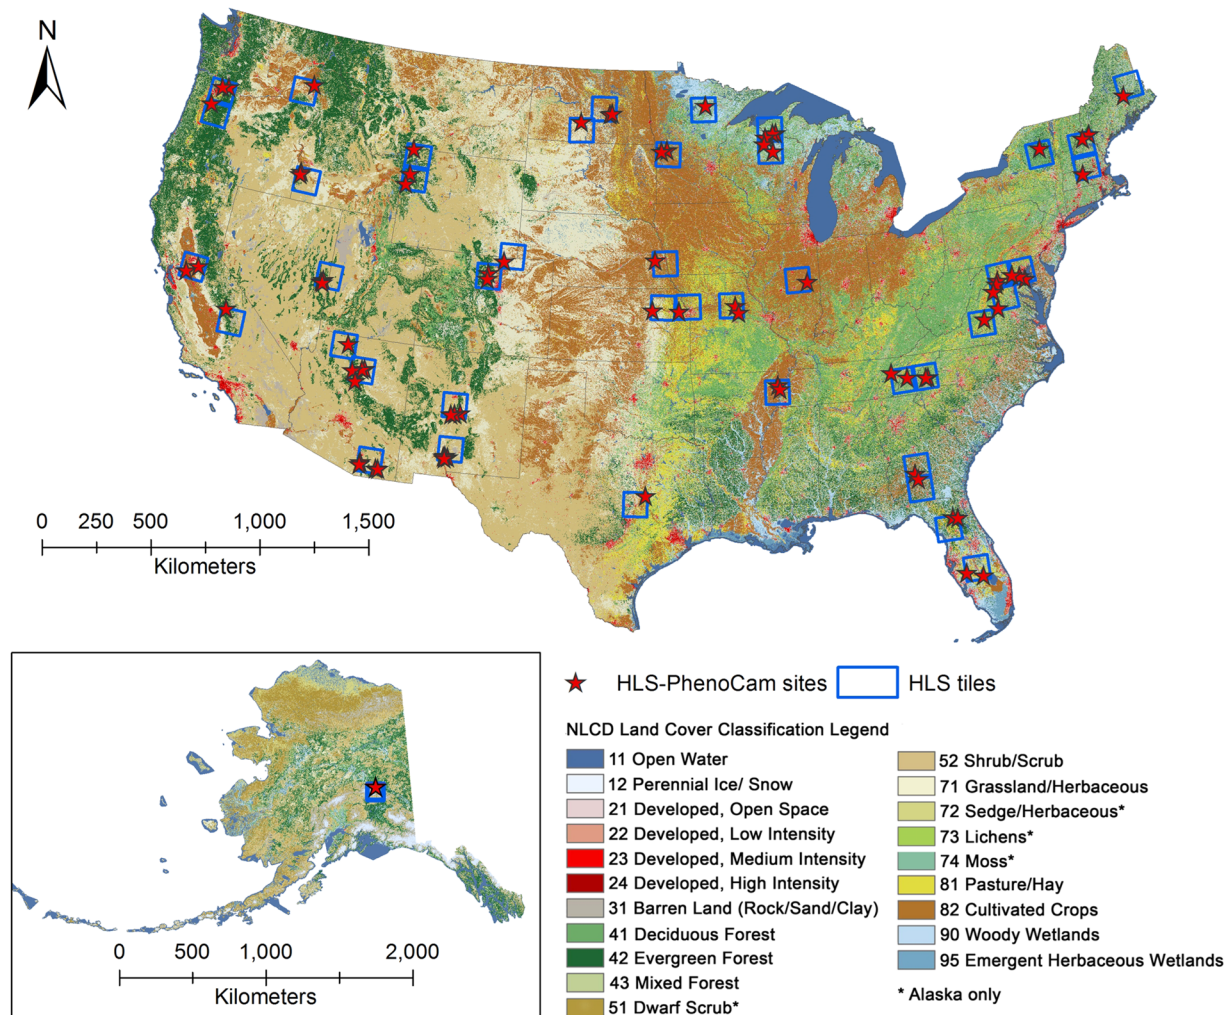 N
0 250 500 1,000 1,500
Kilometers
HLS-PhenoCam sites HLS tiles
NLCD Land Cover Classification Legend
11 Open Water
12 Perennial Ice/ Snow
21 Developed, Open Space
22 Developed, Low Intensity
23 Developed, Medium Intensity
24 Developed, High Intensity
31 Barren Land (Rock/Sand/Clay)
41 Deciduous Forest
42 Evergreen Forest
43 Mixed Forest
51 Dwarf Scrub*
52 Shrub/Scrub
71 Grassland/Herbaceous
72 Sedge/Herbaceous*
73 Lichens*
74 Moss*
81 Pasture/Hay
82 Cultivated Crops
90 Woody Wetlands
95 Emergent Herbaceous Wetlands
* Alaska only
0 500 1,000 2,000
Kilometers